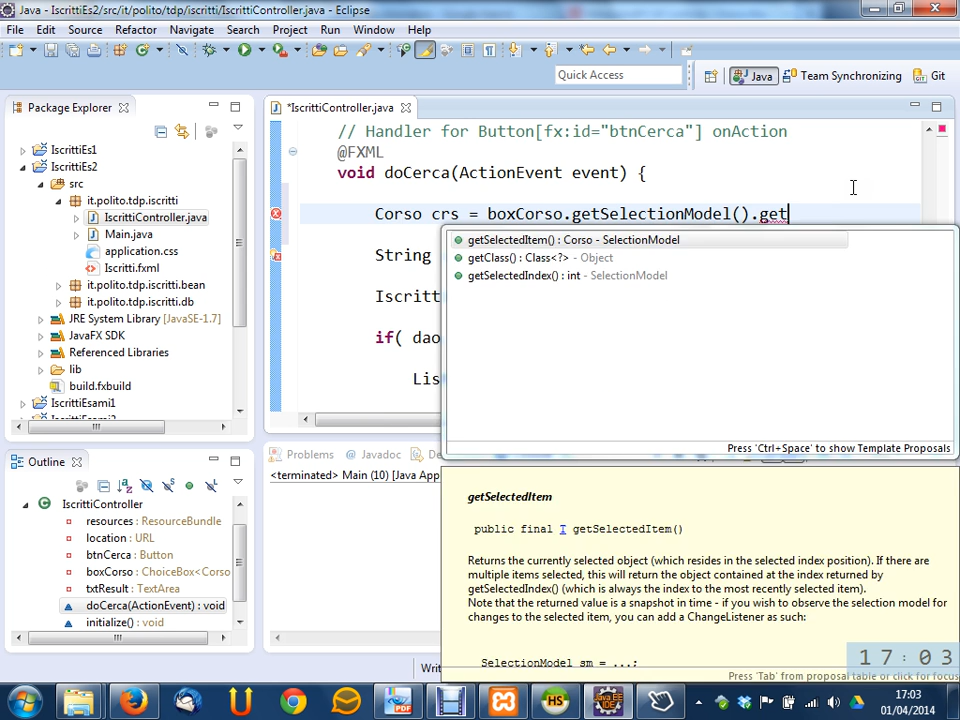 Java - IscrittiEs2/src/it/polito/tdp/iscritti/IscrittiController.java - Eclipse
File Edit Source Refactor Navigate Search Project Run Window Help
Quick Access
Java
Team Synchronizing
Git
Package Explorer
IscrittiEs1
IscrittiEs2
src
it.polito.tdp.iscritti
IscrittiController.java
Main.java
application.css
Iscritti.fxml
it.polito.tdp.iscritti.bean
it.polito.tdp.iscritti.db
JRE System Library [JavaSE-1.7]
JavaFX SDK
Referenced Libraries
lib
build.fxbuild
IscrittiEsami1
IscrittiEsami2
*IscrittiController.java
// Handler for Button[fx:id="btnCerca"] onAction
@FXML
void doCerca(ActionEvent event) {
Corso crs = boxCorso.getSelectionModel().get
String
Iscritt
if( dao
Lis
getSelectedItem() : Corso - SelectionModel
getClass() : Class<?> - Object
getSelectedIndex() : int - SelectionModel
Press 'Ctrl+Space' to show Template Proposals
Outline
IscrittiController
resources : ResourceBundle
location : URL
btnCerca : Button
boxCorso : ChoiceBox<Corso
txtResult : TextArea
doCerca(ActionEvent) : void
initialize() : void
Problems @ Javadoc De
<terminated> Main (10) [Java App
getSelectedItem
public final T getSelectedItem()
Returns the currently selected object (which resides in the selected index position). If there are
multiple items selected, this will return the object contained at the index returned by
getSelectedIndex() (which is always the index to the most recently selected item).
Note that the returned value is a snapshot in time - if you wish to observe the selection model for
changes to the selected item, you can add a ChangeListener as such:
SelectionModel sm = ...;
Press 'Tab' from proposal table or click for focus
Writ
17:03
17:03
01/04/2014